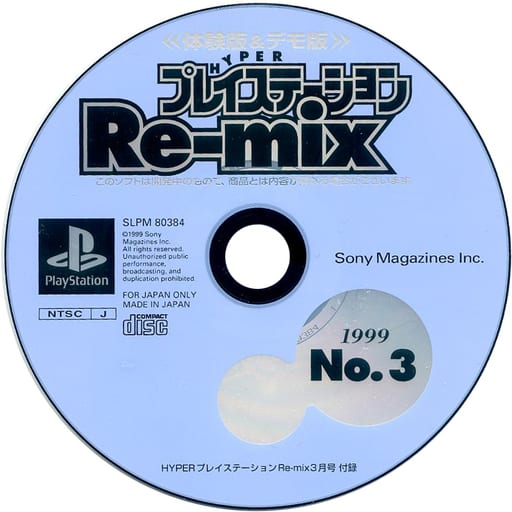 ≪体験版&デモ版≫
HYPER
プレイステーション
Re-mix
このソフトは開発中のもので、商品とは内容が
SLPM 80384
©1999 Sony
Magazines Inc.
All rights reserved.
Unauthorized public
performance,
broadcasting, and
duplication prohibited.
PlayStation
FOR JAPAN ONLY
MADE IN JAPAN
NTSC J
COMPACT
disc
Sony Magazines Inc.
1999
No.3
HYPERプレイステーションRe-mix3月号 付録